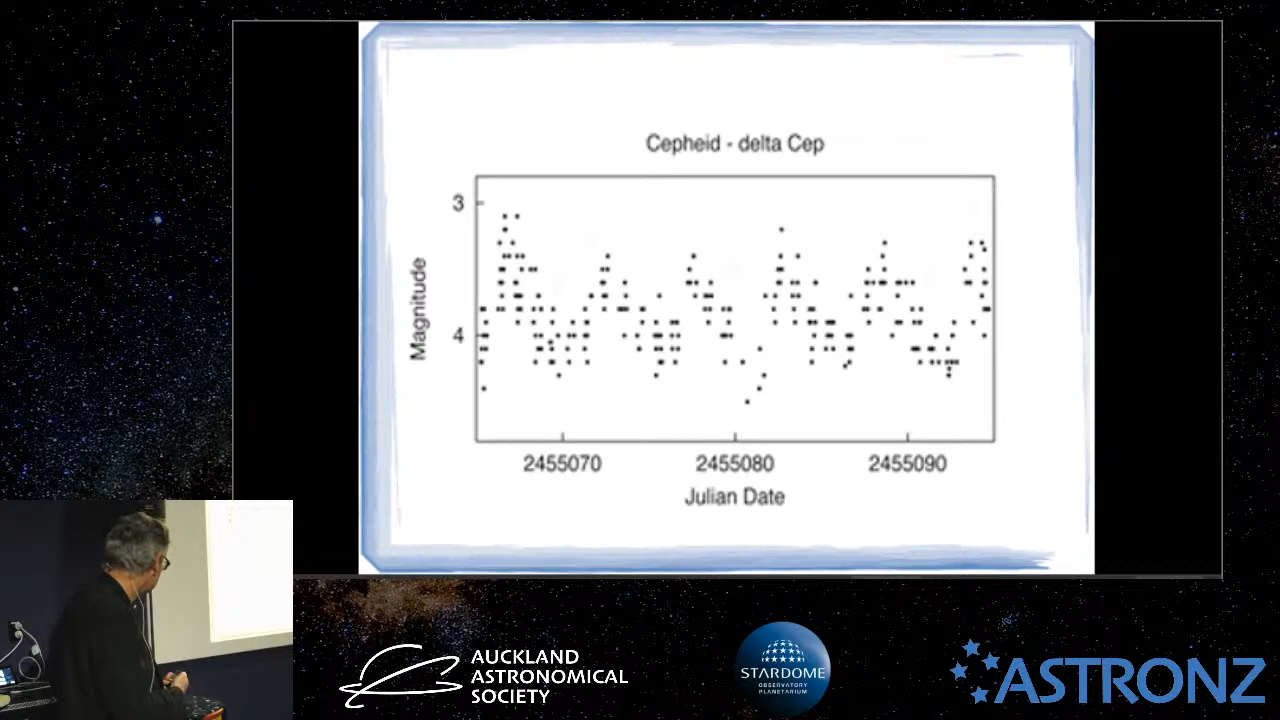 Cepheid - delta Cep
3
4
Magnitude
2455070 2455080 2455090
Julian Date
AUCKLAND
ASTRONOMICAL
SOCIETY
STARDOME
OBSERVATORY
PLANETARIUM
ASTRONZ